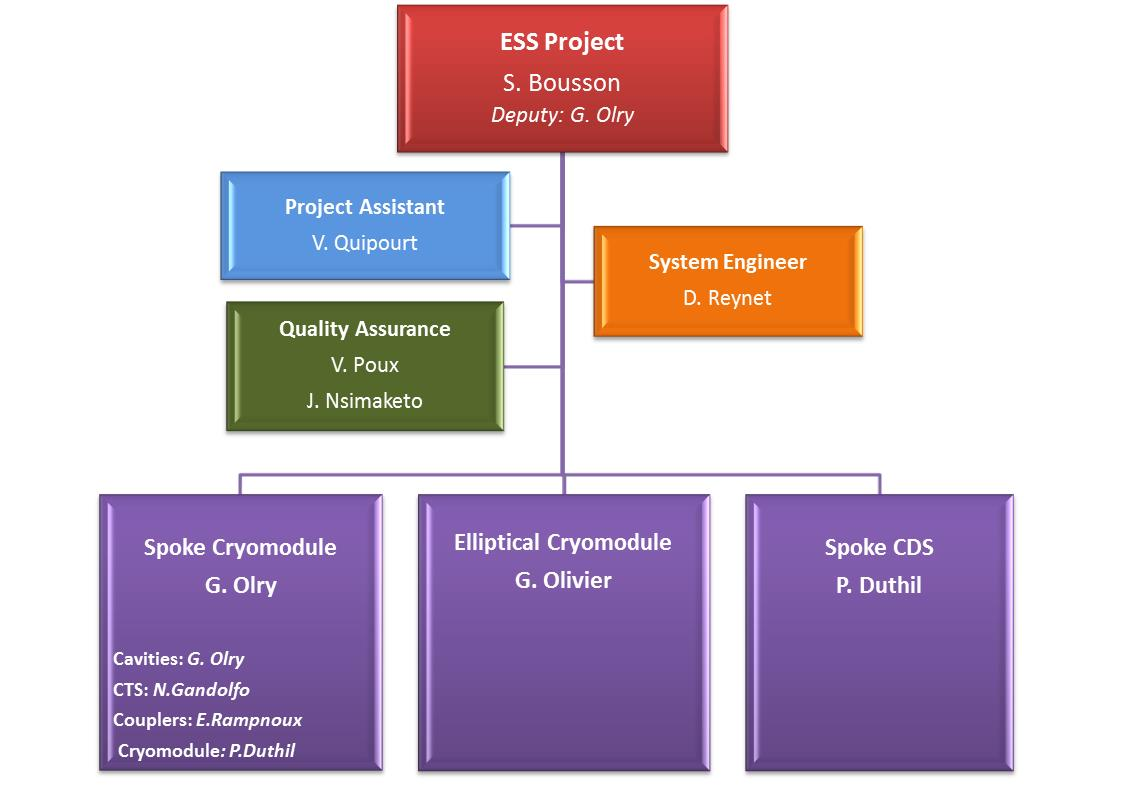 ESS Project
S. Bousson
Deputy: G. Olry
Project Assistant
V. Quipourt
System Engineer
D. Reynet
Quality Assurance
V. Poux
J. Nsimaketo
Spoke Cryomodule
G. Olry
Cavities: G. Olry
CTS: N.Gandolfo
Couplers: E.Rampnoux
Cryomodule: P.Duthil
Elliptical Cryomodule
G. Olivier
Spoke CDS
P. Duthil